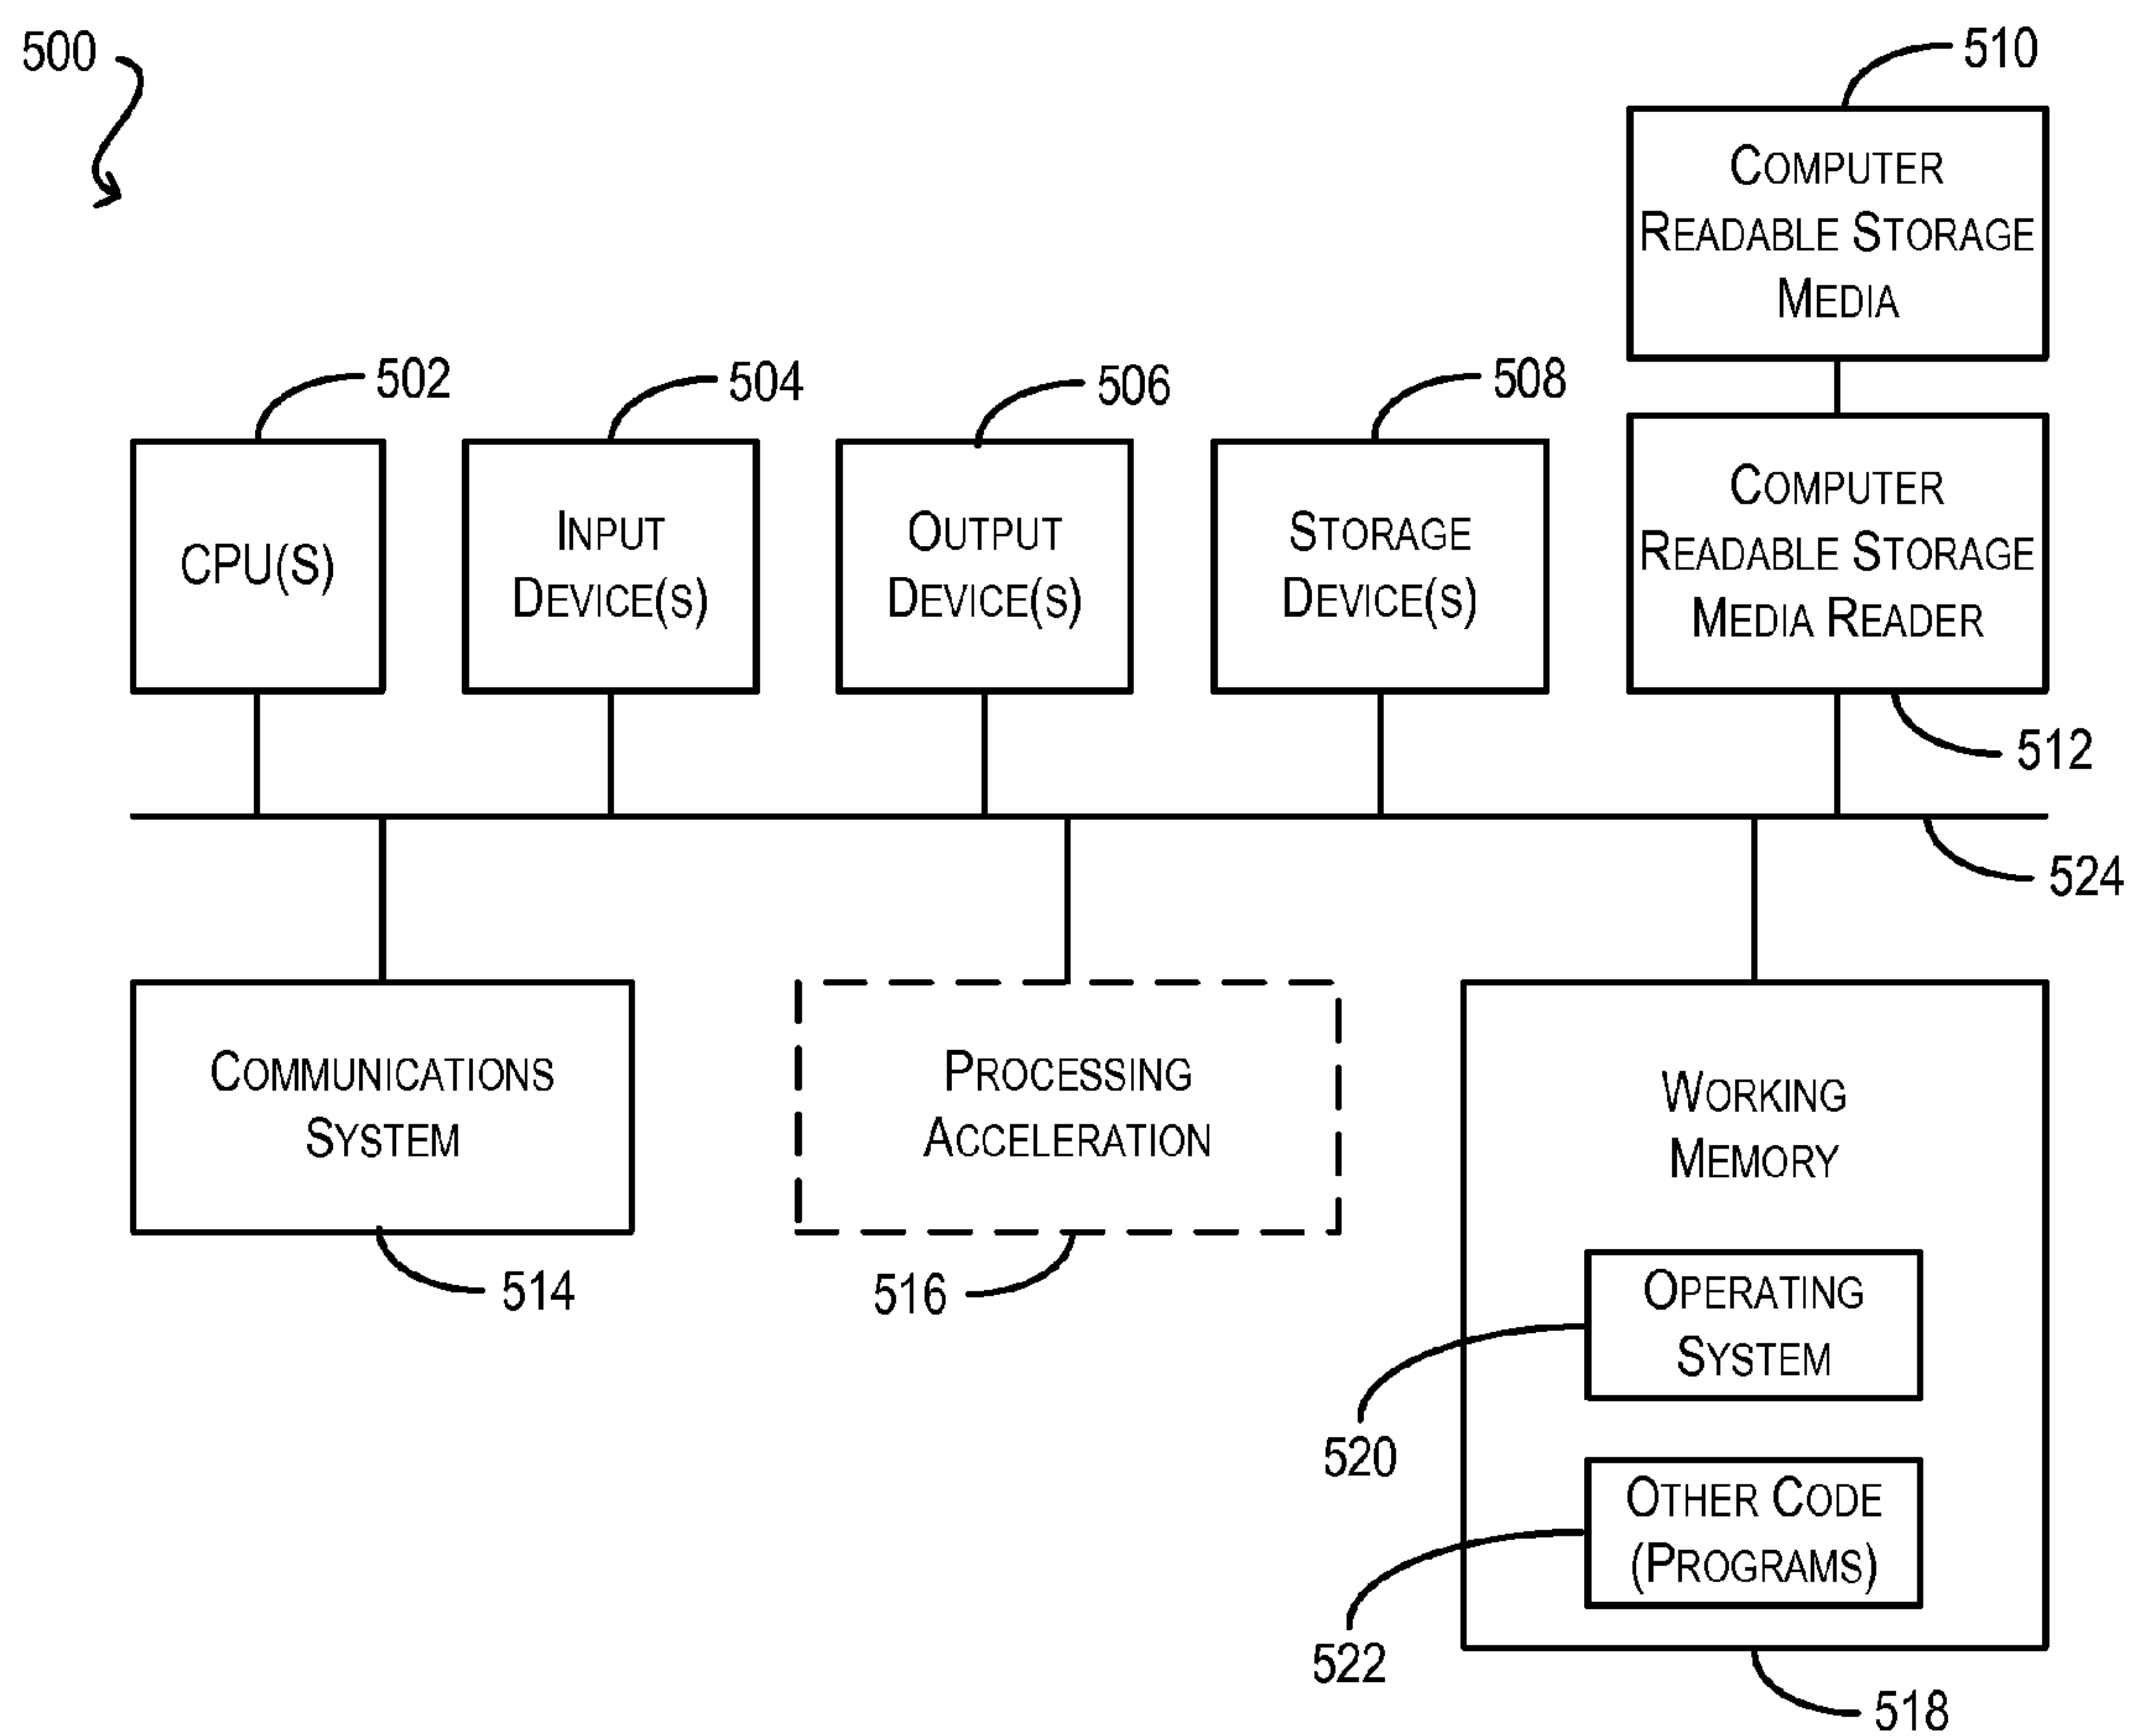 500
510
COMPUTER
READABLE STORAGE
MEDIA
502
504
506
508
CPU(S)
INPUT
DEVICE(S)
OUTPUT
DEVICE(S)
STORAGE
DEVICE(S)
COMPUTER
READABLE STORAGE
MEDIA READER
512
524
COMMUNICATIONS
SYSTEM
514
PROCESSING
ACCELERATION
516
WORKING
MEMORY
OPERATING
SYSTEM
520
OTHER CODE
(PROGRAMS)
522
518